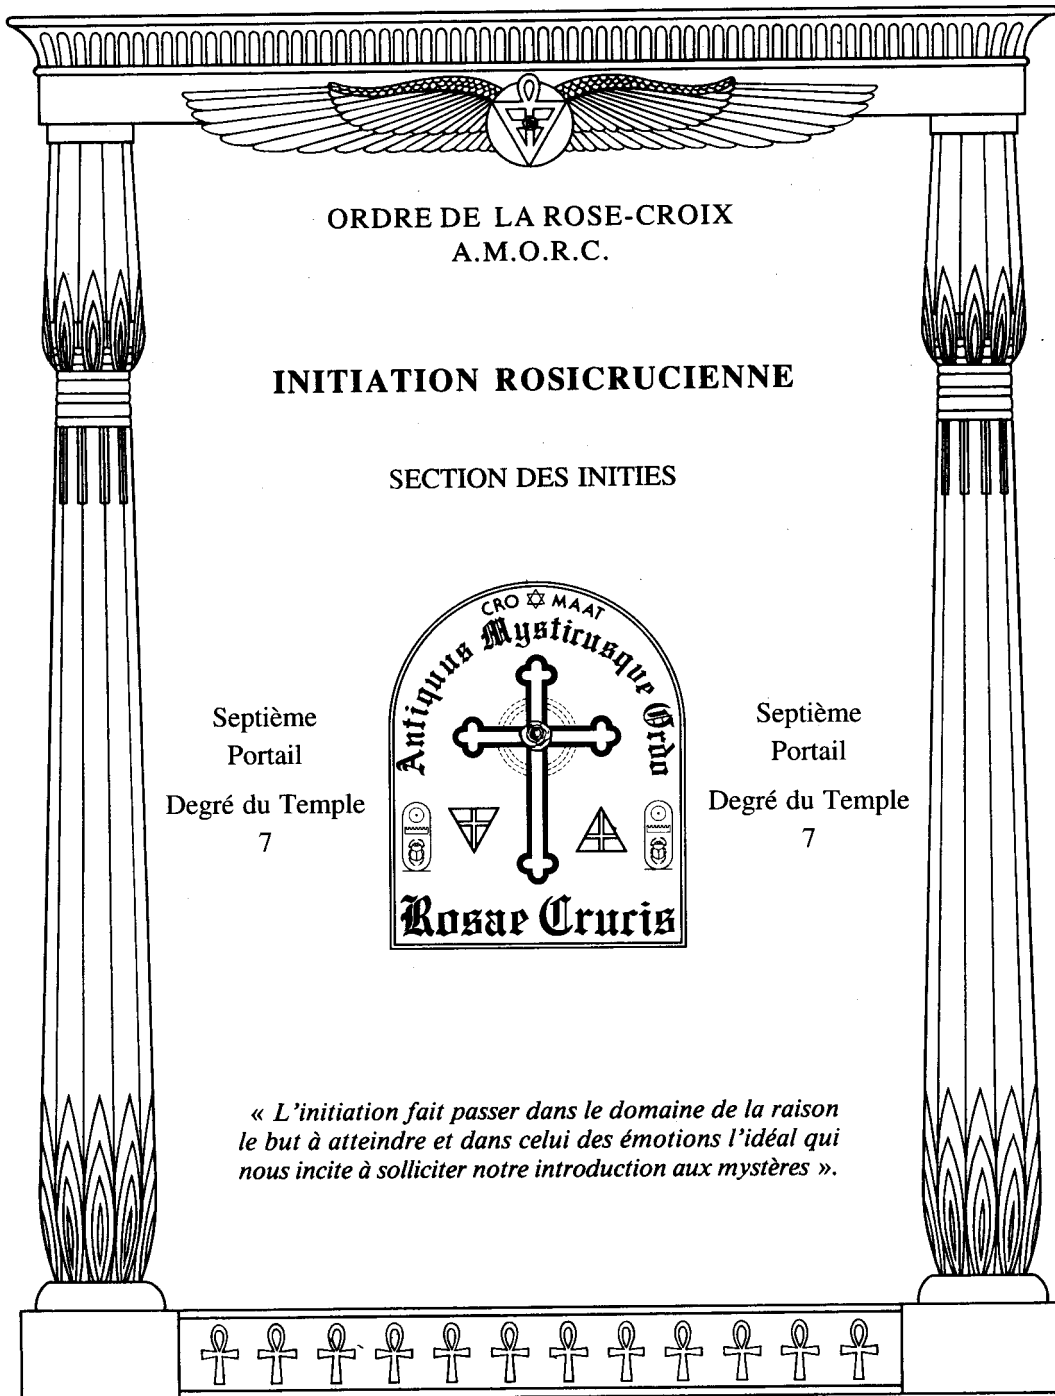 ORDRE DE LA ROSE-CROIX
A.M.O.R.C.
INITIATION ROSICRUCIENNE
SECTION DES INITIES
CRO MAAT
Antiquus Mysticusque Ordo
Septième
Portail
Degré du Temple
7
Septième
Portail
Degré du Temple
7
Rosae Crucis
« L'initiation fait passer dans le domaine de la raison
le but à atteindre et dans celui des émotions l'idéal qui
nous incite à solliciter notre introduction aux mystères ».